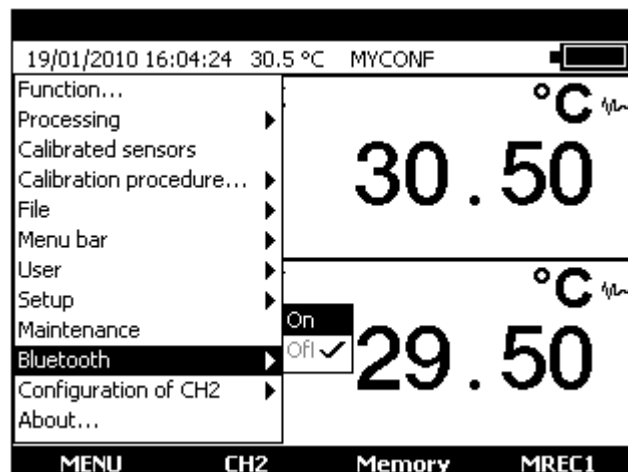 19/01/2010 16:04:24 30.5 °C MYCONF
Function...
Processing
Calibrated sensors
Calibration procedure...
File
Menu bar
User
Setup
Maintenance
Bluetooth
Configuration of CH2
About...
On
Off
°C
30.50
°C
29.50
MENU CH2 Memory MREC1